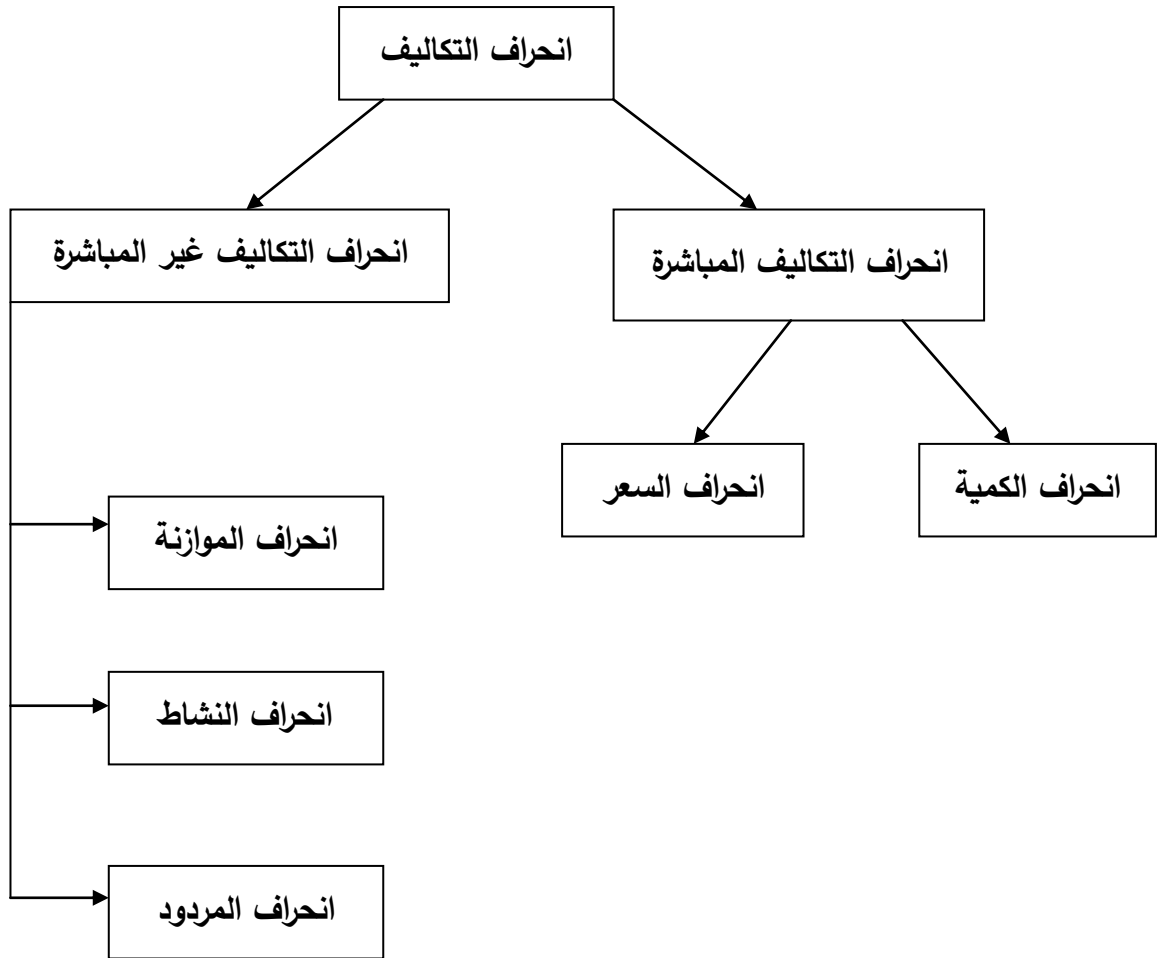 انحراف التكاليف
انحراف التكاليف المباشرة
انحراف التكاليف غير المباشرة
انحراف الكمية
انحراف السعر
انحراف الموازنة
انحراف النشاط
انحراف المردود